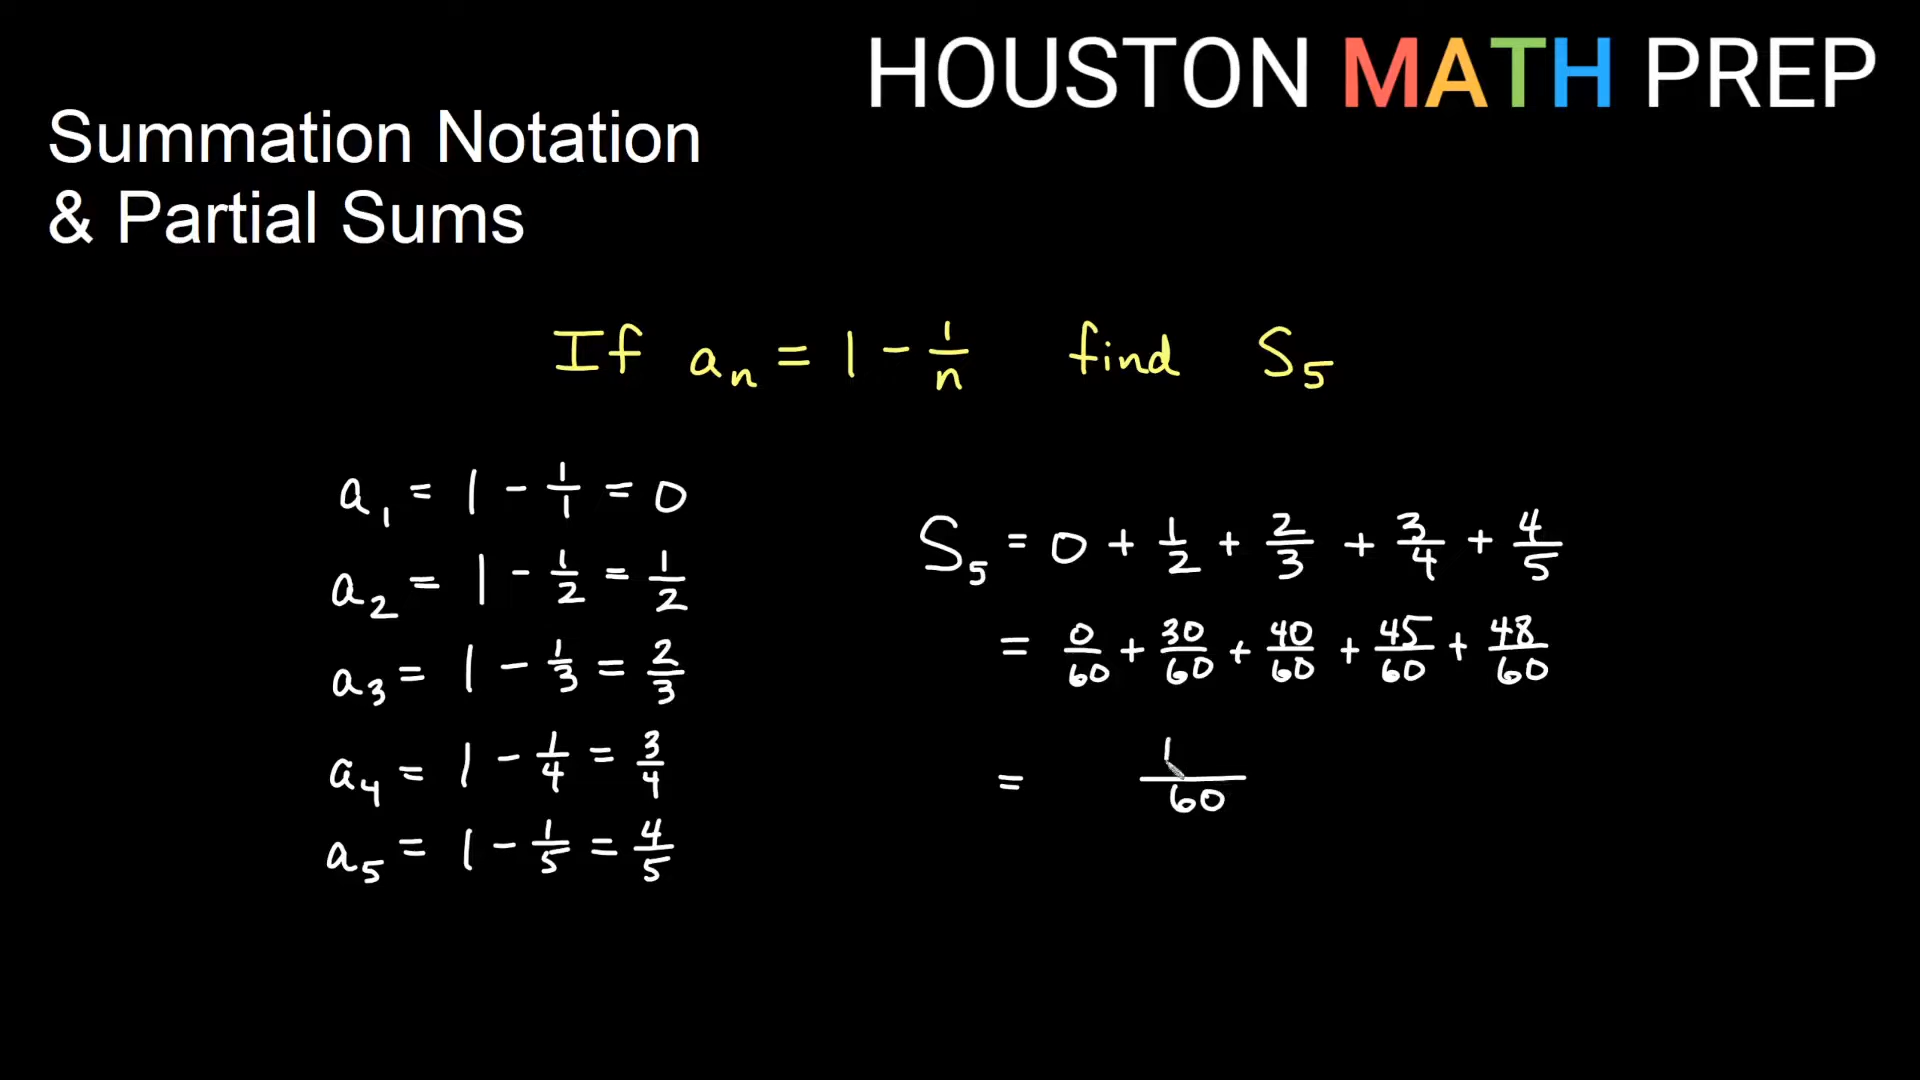 HOUSTON MATH PREP
Summation Notation
& Partial Sums
If aₙ = 1 - 1/n find S₅
a₁ = 1 - 1/1 = 0
a₂ = 1 - 1/2 = 1/2
a₃ = 1 - 1/3 = 2/3
a₄ = 1 - 1/4 = 3/4
a₅ = 1 - 1/5 = 4/5
S₅ = 0 + 1/2 + 2/3 + 3/4 + 4/5
= 0/60 + 30/60 + 40/60 + 45/60 + 48/60
= 1/60